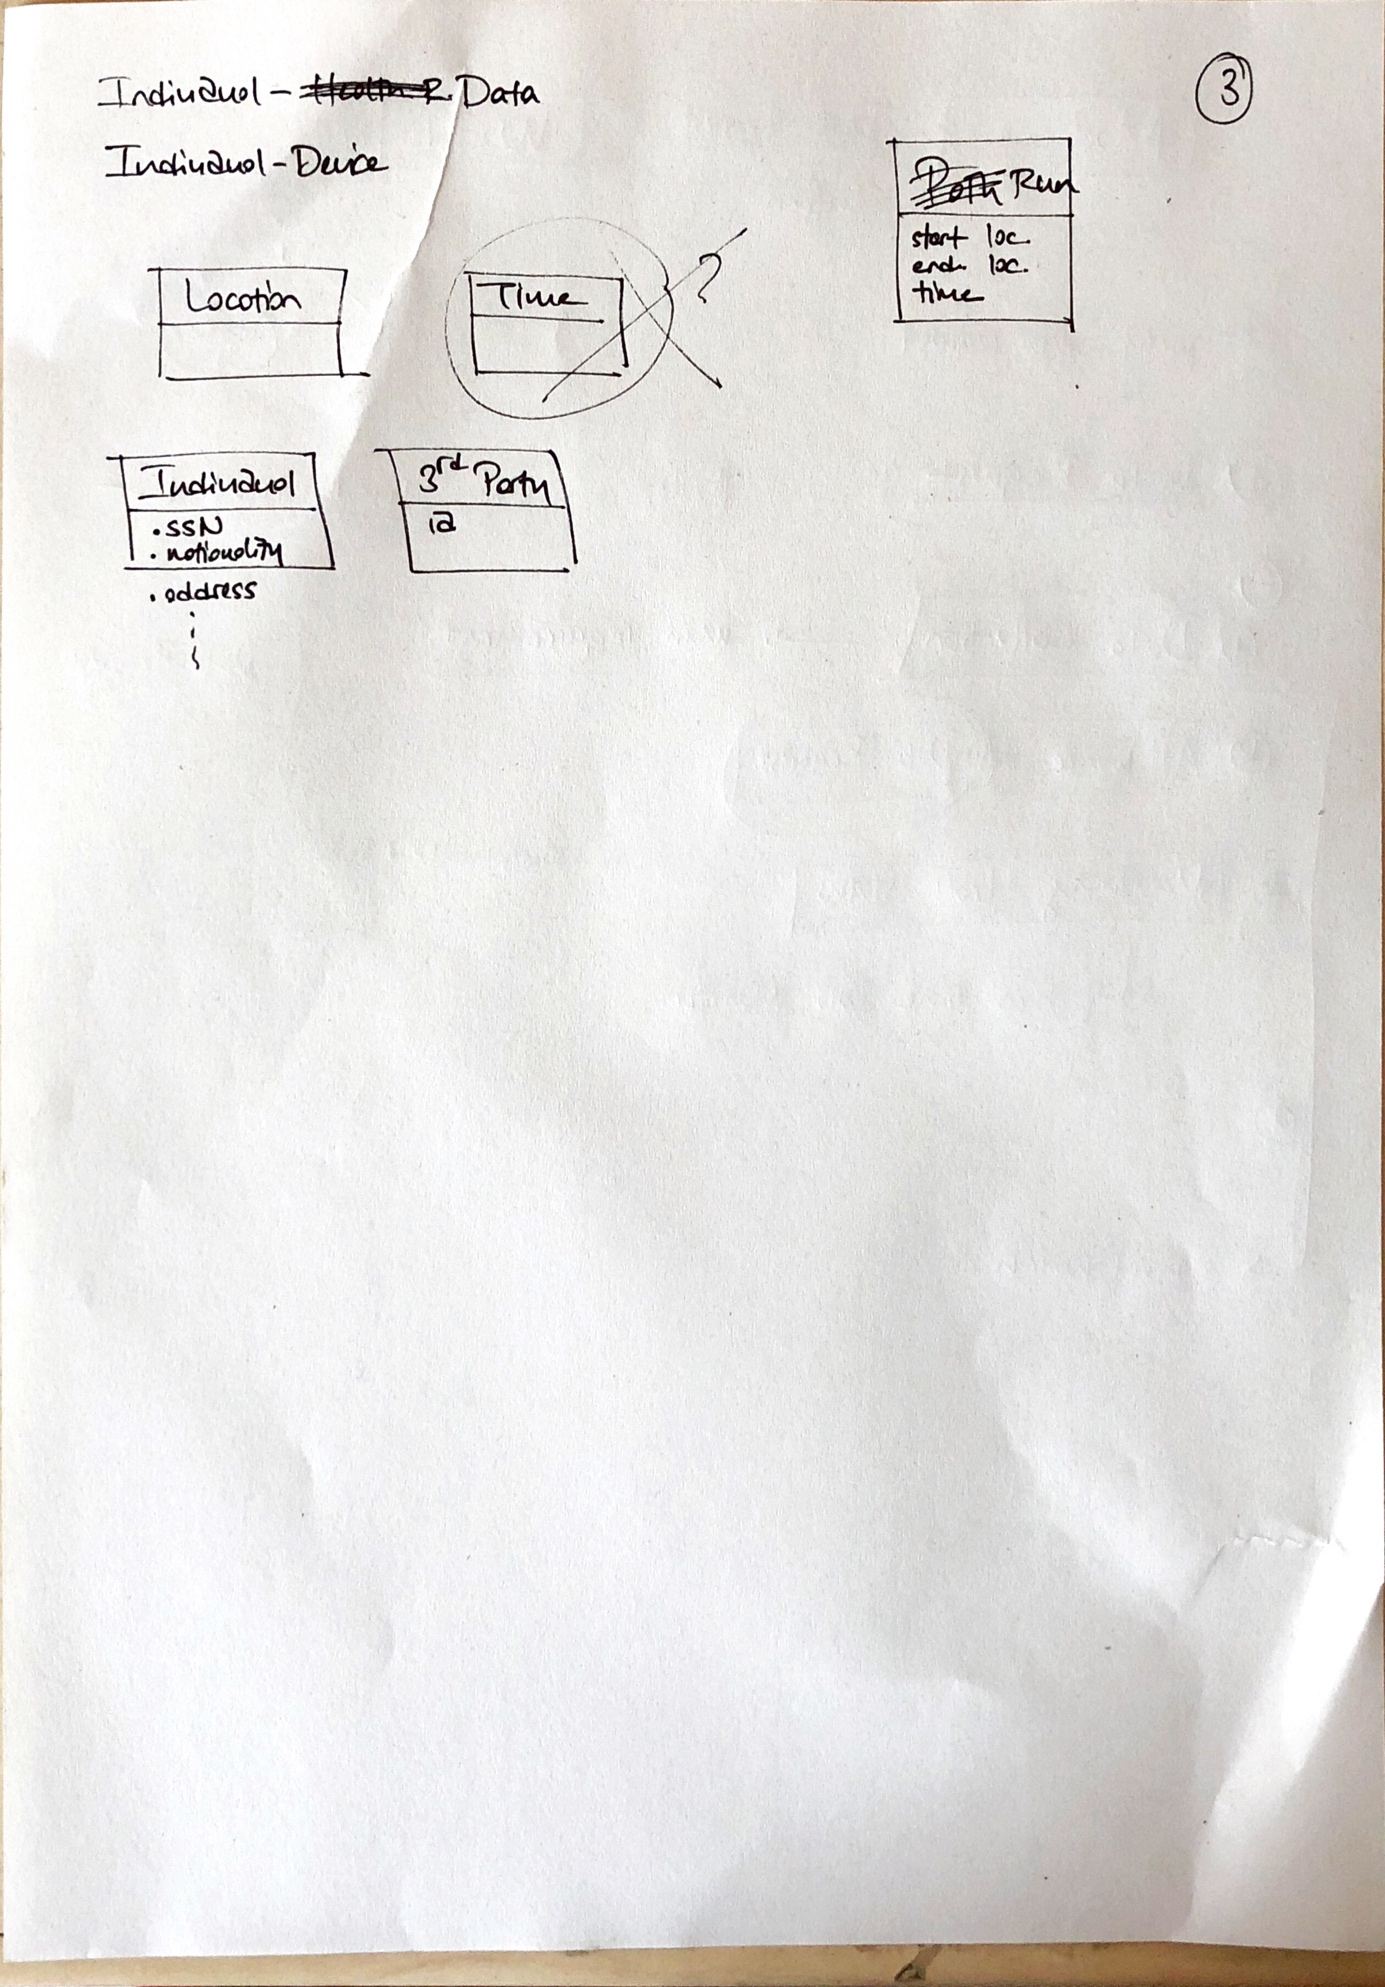 Individual - Data
3
Individual - Device
Path Run
start loc.
end. loc.
time
Location
Time
?
Individual
• SSN
• nationality
• address
3rd Party
id